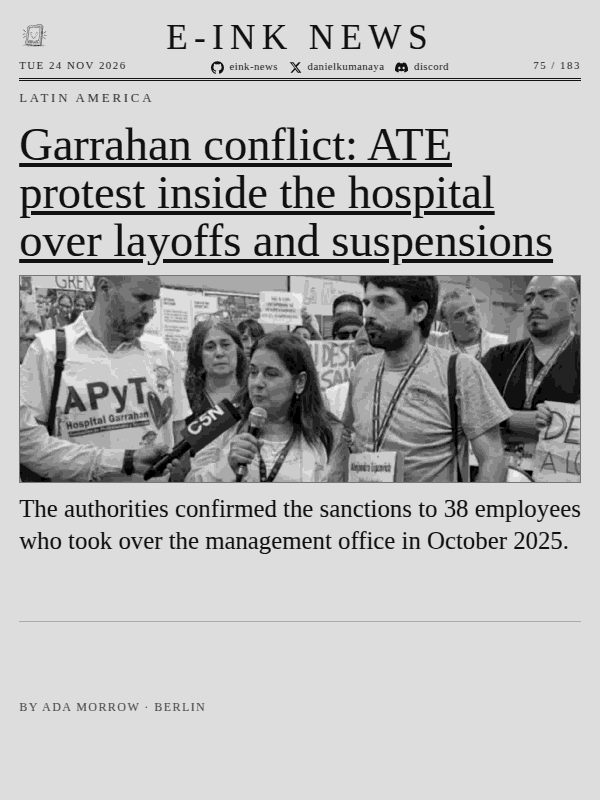 E-INK NEWS
TUE 24 NOV 2026
eink-news danielkumanaya discord
75 / 183
LATIN AMERICA
Garrahan conflict: ATE
protest inside the hospital
over layoffs and suspensions
GREM
APyT
Hospital Garrahan
C5N
The authorities confirmed the sanctions to 38 employees
who took over the management office in October 2025.
BY ADA MORROW · BERLIN